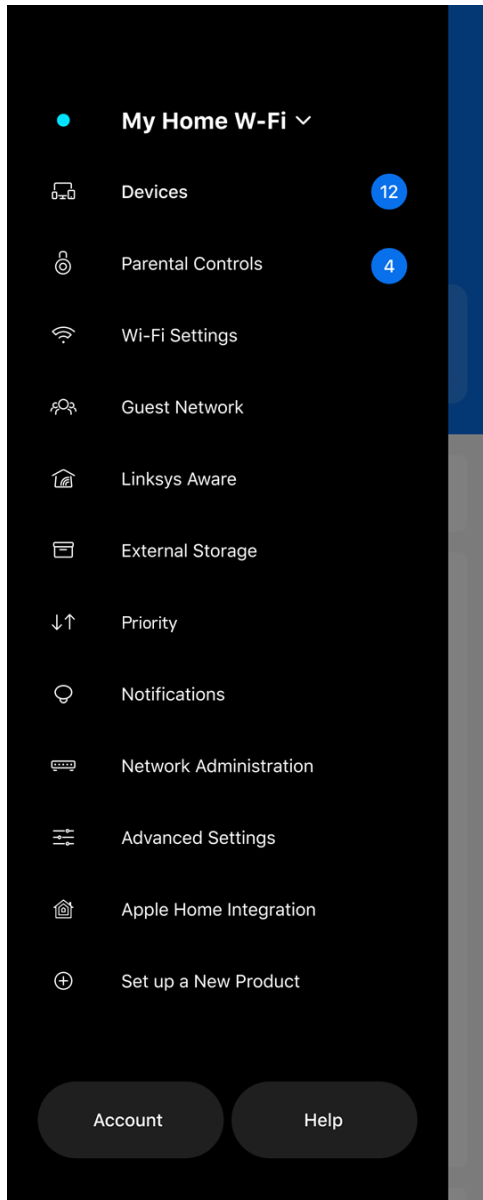 My Home W-Fi
Devices 12
Parental Controls 4
Wi-Fi Settings
Guest Network
Linksys Aware
External Storage
Priority
Notifications
Network Administration
Advanced Settings
Apple Home Integration
Set up a New Product
Account Help